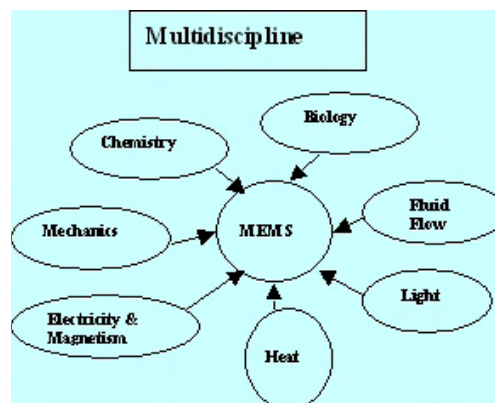 Multidiscipline
Biology
Chemistry
Fluid
Flow
Mechanics
MEMS
Light
Electricity &
Magnetism
Heat